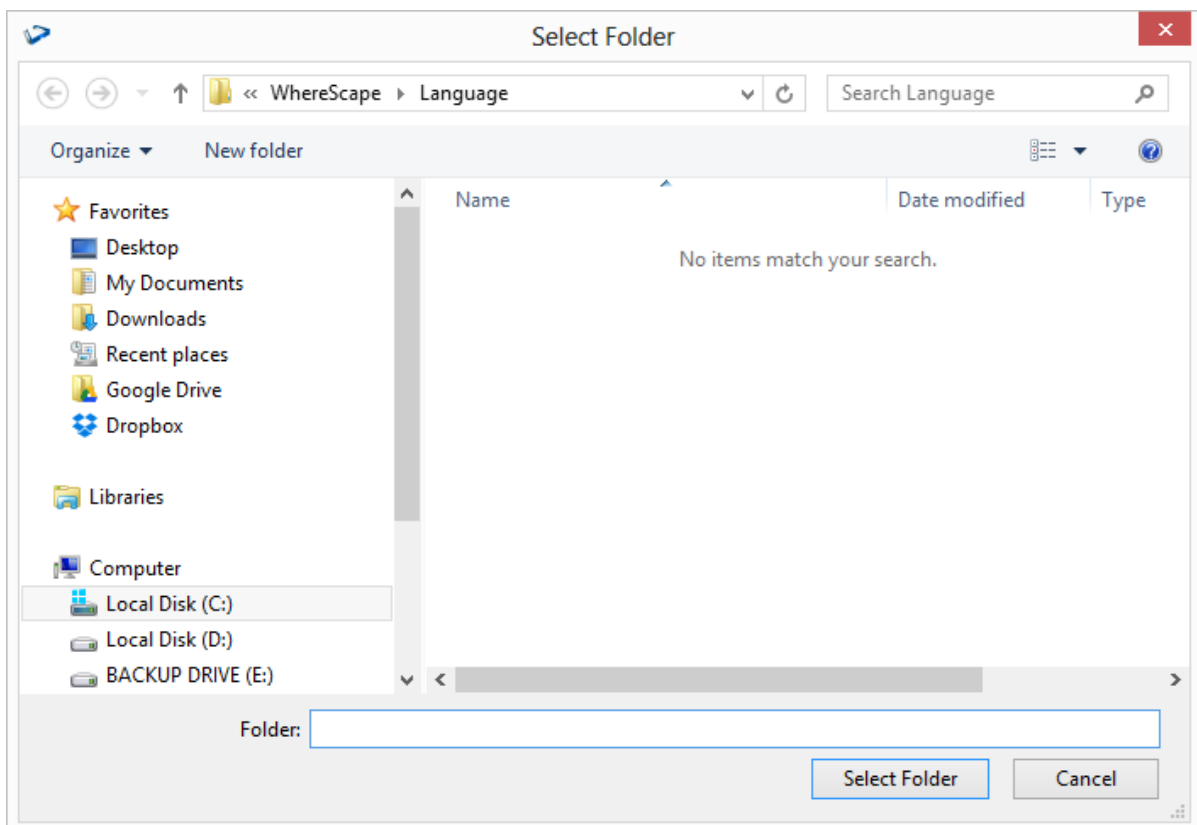 Select Folder
« WhereScape Language Search Language
Organize New folder
Name Date modified Type
No items match your search.
Favorites
Desktop
My Documents
Downloads
Recent places
Google Drive
Dropbox
Libraries
Computer
Local Disk (C:)
Local Disk (D:)
BACKUP DRIVE (E:)
Folder:
Select Folder Cancel